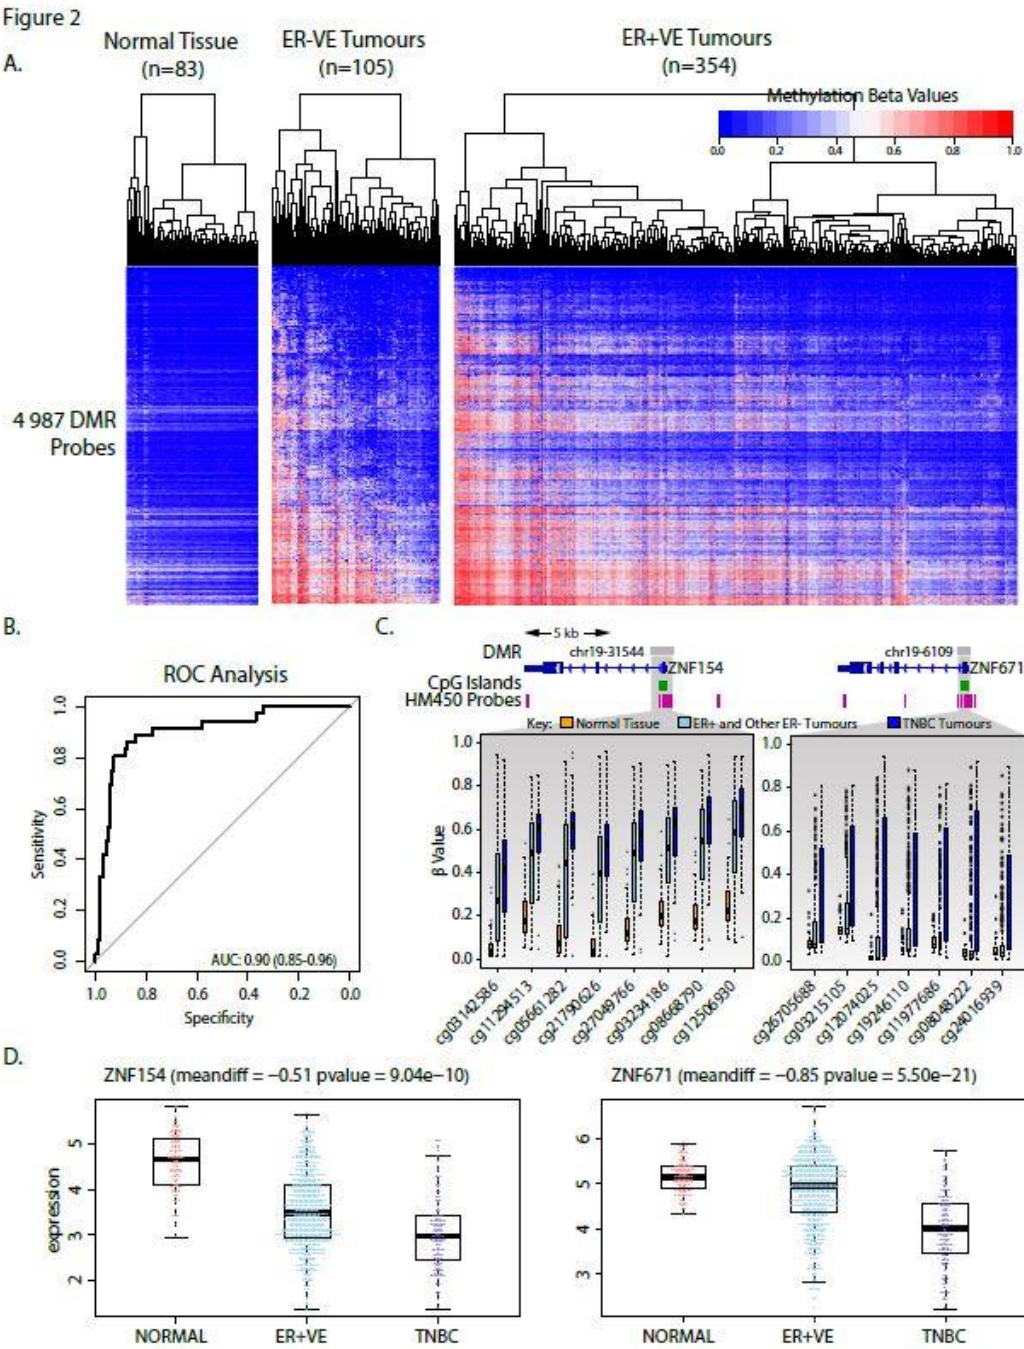 Figure 2
A.
Normal Tissue
(n=83)
ER-VE Tumours
(n=105)
ER+VE Tumours
(n=354)
Methylation Beta Values
0.0 0.2 0.4 0.6 0.8 1.0
4 987 DMR
Probes
B.
ROC Analysis
Sensitivity
1.0
0.8
0.6
0.4
0.2
0.0
AUC: 0.90 (0.85-0.96)
1.0 0.8 0.6 0.4 0.2 0.0
Specificity
C.
5 kb
DMR
chr19-31544
ZNF154
chr19-6109
ZNF671
CpG Islands
HM450 Probes
Key: Normal Tissue ER+ and Other ER- Tumours TNBC Tumours
β Value
1.0
0.8
0.6
0.4
0.2
0.0
cg03142586 cg11294513 cg05661282 cg21790626 cg27049766 cg03234186 cg08668790 cg12506930
1.0
0.8
0.6
0.4
0.2
0.0
cg26705688 cg03215105 cg12074025 cg19246110 cg11977686 cg08048222 cg24016939
D.
ZNF154 (meandiff = −0.51 pvalue = 9.04e−10)
expression
5
4
3
2
NORMAL ER+VE TNBC
ZNF671 (meandiff = −0.85 pvalue = 5.50e−21)
6
5
4
3
NORMAL ER+VE TNBC